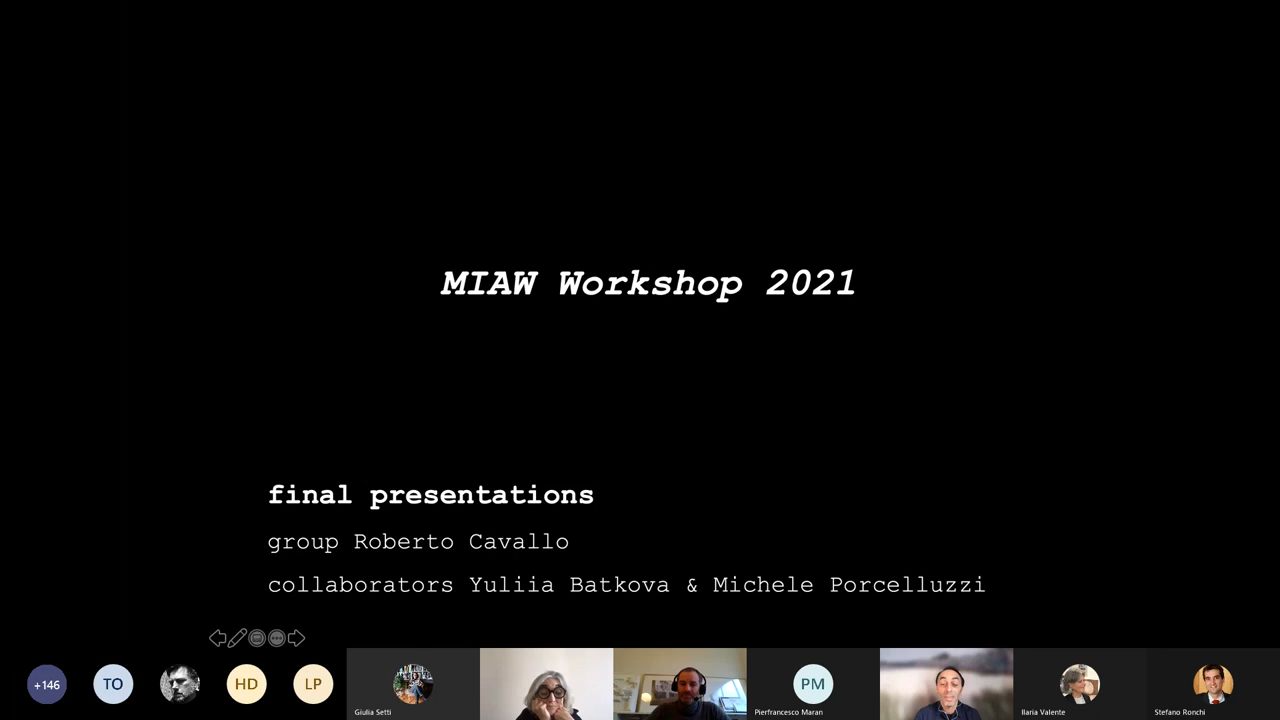 MIAW Workshop 2021
final presentations
group Roberto Cavallo
collaborators Yuliia Batkova & Michele Porcelluzzi
+146
TO
HD
LP
Giulia Setti
PM
Pierfrancesco Maran
Ilaria Valente
Stefano Ronchi